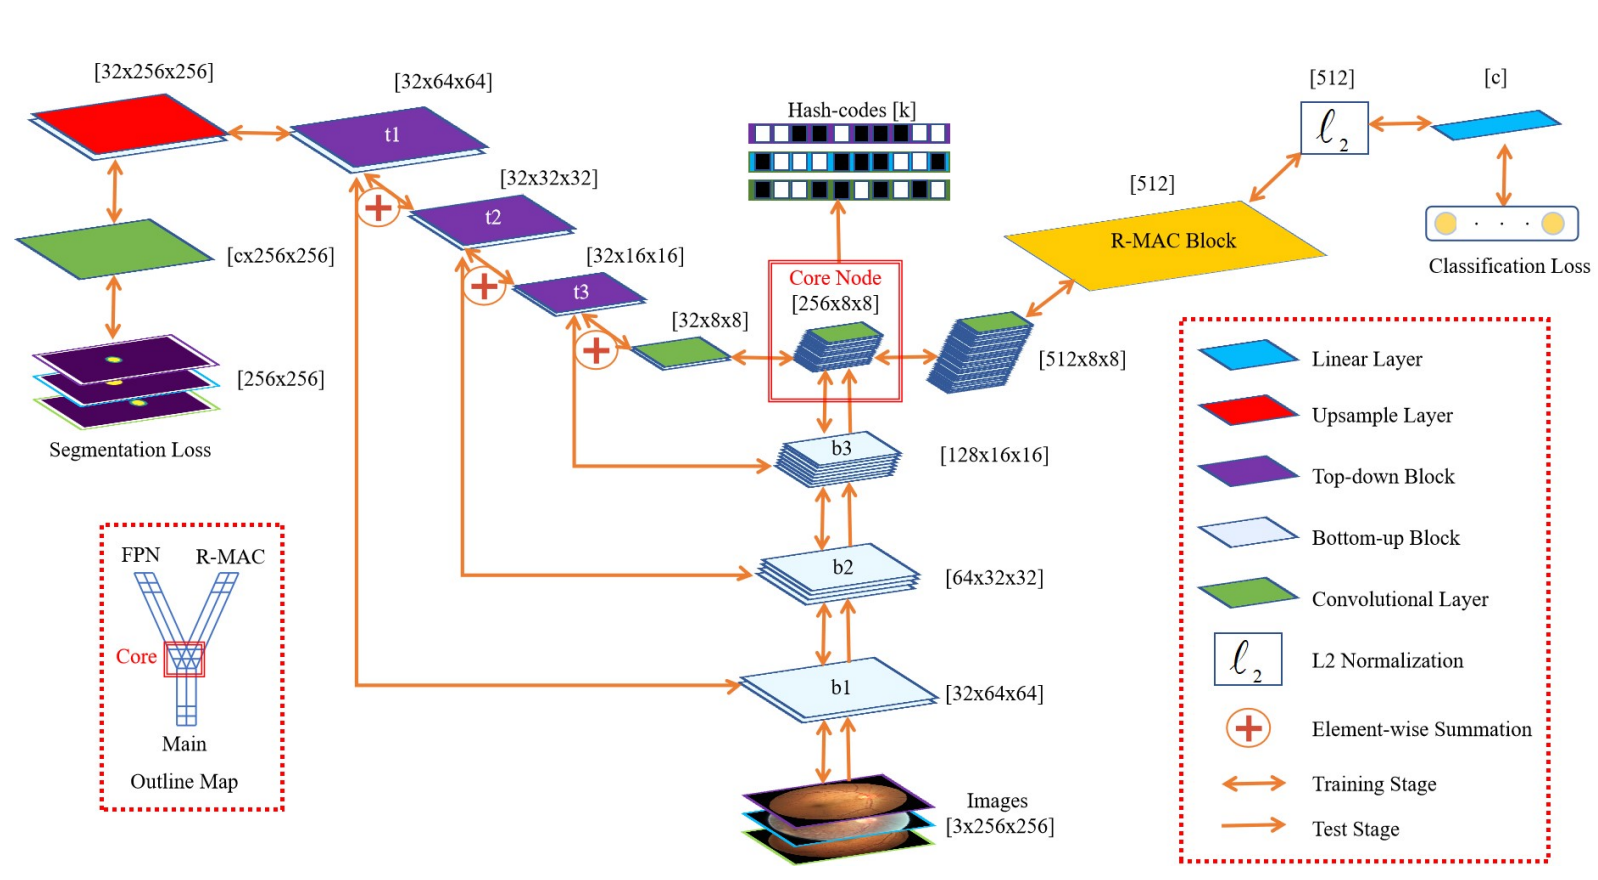 [32x256x256]
[32x64x64]
t1
[32x32x32]
t2
[32x16x16]
t3
[32x8x8]
[cx256x256]
[256x256]
Segmentation Loss
Hash-codes [k]
Core Node
[256x8x8]
[512x8x8]
[512]
R-MAC Block
[512]
ℓ2
[c]
Classification Loss
b3
[128x16x16]
b2
[64x32x32]
b1
[32x64x64]
Images
[3x256x256]
FPN
R-MAC
Core
Main
Outline Map
Linear Layer
Upsample Layer
Top-down Block
Bottom-up Block
Convolutional Layer
ℓ2
L2 Normalization
Element-wise Summation
Training Stage
Test Stage